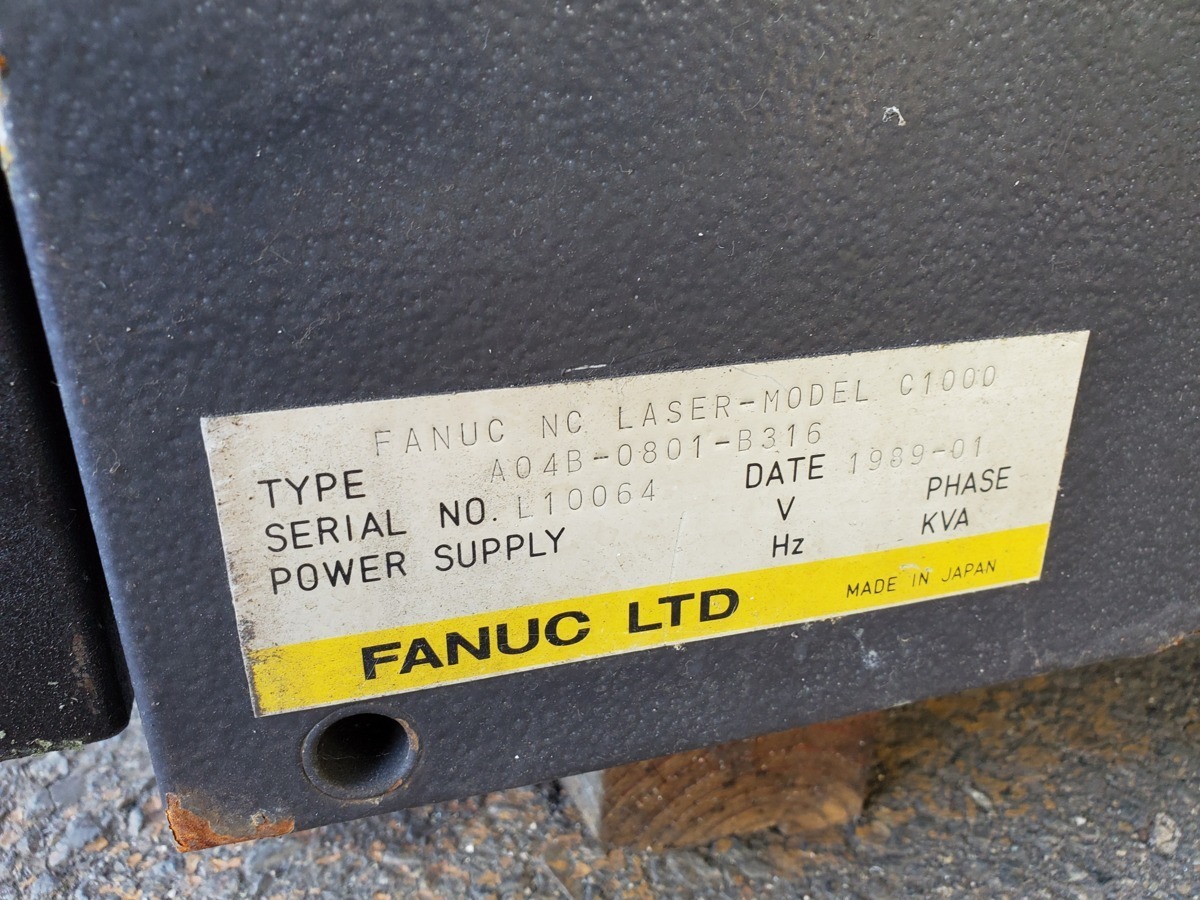 FANUC NC LASER-MODEL C1000
TYPE A04B-0801-B316
SERIAL NO. L10064 DATE 1989-01
POWER SUPPLY V PHASE
Hz KVA
FANUC LTD MADE IN JAPAN